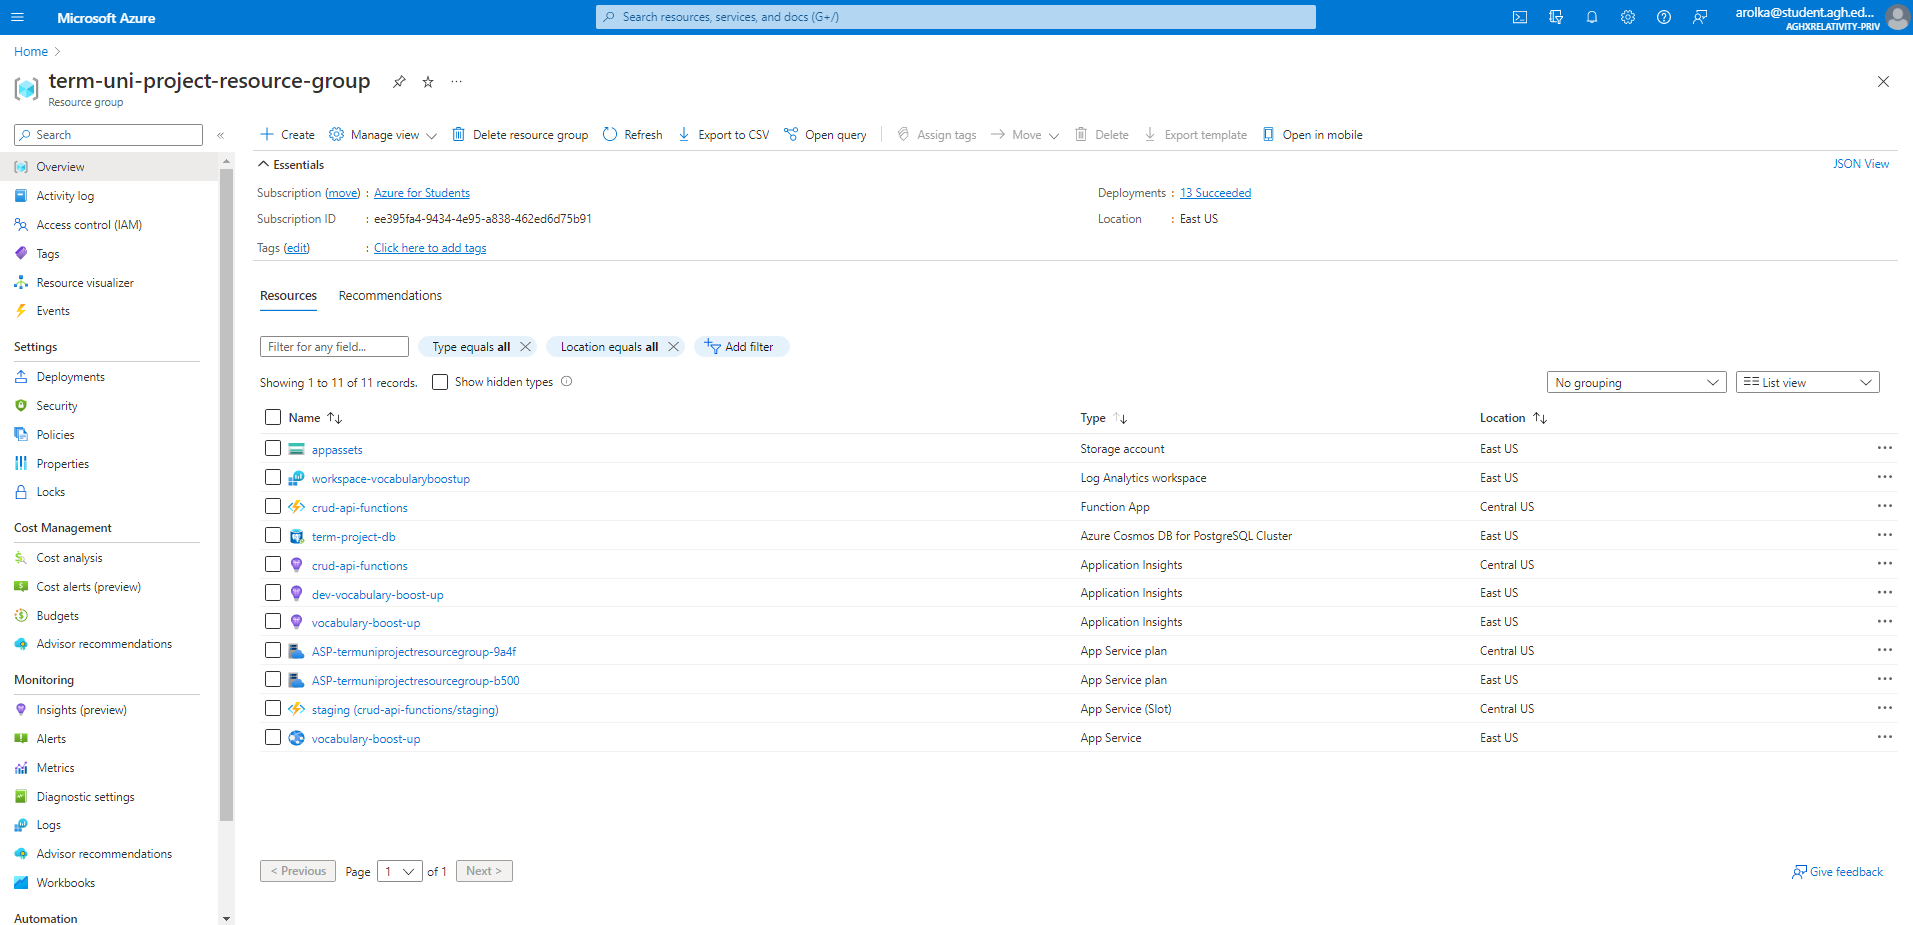 Microsoft Azure
Search resources, services, and docs (G+/)
arolka@student.agh.ed...
AGHXRELATIVITY-PRIV
Home
term-uni-project-resource-group
Resource group
Search
«
Create
Manage view
Delete resource group
Refresh
Export to CSV
Open query
Assign tags
Move
Delete
Export template
Open in mobile
Overview
Activity log
Access control (IAM)
Tags
Resource visualizer
Events
Settings
Deployments
Security
Policies
Properties
Locks
Cost Management
Cost analysis
Cost alerts (preview)
Budgets
Advisor recommendations
Monitoring
Insights (preview)
Alerts
Metrics
Diagnostic settings
Logs
Advisor recommendations
Workbooks
Automation
Essentials
JSON View
Subscription (move) : Azure for Students
Deployments : 13 Succeeded
Subscription ID : ee395fa4-9434-4e95-a838-462ed6d75b91
Location : East US
Tags (edit) : Click here to add tags
Resources Recommendations
Filter for any field...
Type equals all
Location equals all
Add filter
Showing 1 to 11 of 11 records.
Show hidden types
No grouping
List view
Name Type Location
appassets Storage account East US
workspace-vocabularyboostup Log Analytics workspace East US
crud-api-functions Function App Central US
term-project-db Azure Cosmos DB for PostgreSQL Cluster East US
crud-api-functions Application Insights Central US
dev-vocabulary-boost-up Application Insights East US
vocabulary-boost-up Application Insights East US
ASP-termuniprojectresourcegroup-9a4f App Service plan Central US
ASP-termuniprojectresourcegroup-b500 App Service plan East US
staging (crud-api-functions/staging) App Service (Slot) Central US
vocabulary-boost-up App Service East US
< Previous Page 1 of 1 Next >
Give feedback